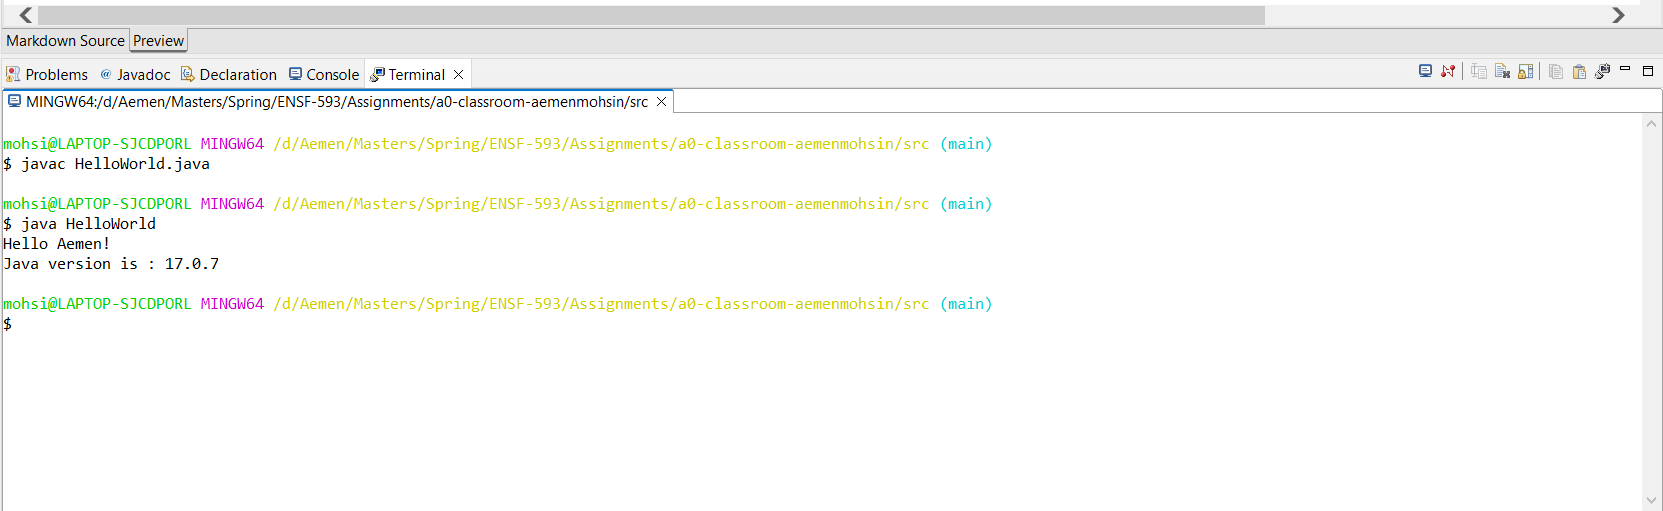 Markdown Source Preview
Problems @ Javadoc Declaration Console Terminal
MINGW64:/d/Aemen/Masters/Spring/ENSF-593/Assignments/a0-classroom-aemenmohsin/src
mohsi@LAPTOP-SJCDPORL MINGW64 /d/Aemen/Masters/Spring/ENSF-593/Assignments/a0-classroom-aemenmohsin/src (main)
$ javac HelloWorld.java
mohsi@LAPTOP-SJCDPORL MINGW64 /d/Aemen/Masters/Spring/ENSF-593/Assignments/a0-classroom-aemenmohsin/src (main)
$ java HelloWorld
Hello Aemen!
Java version is : 17.0.7
mohsi@LAPTOP-SJCDPORL MINGW64 /d/Aemen/Masters/Spring/ENSF-593/Assignments/a0-classroom-aemenmohsin/src (main)
$